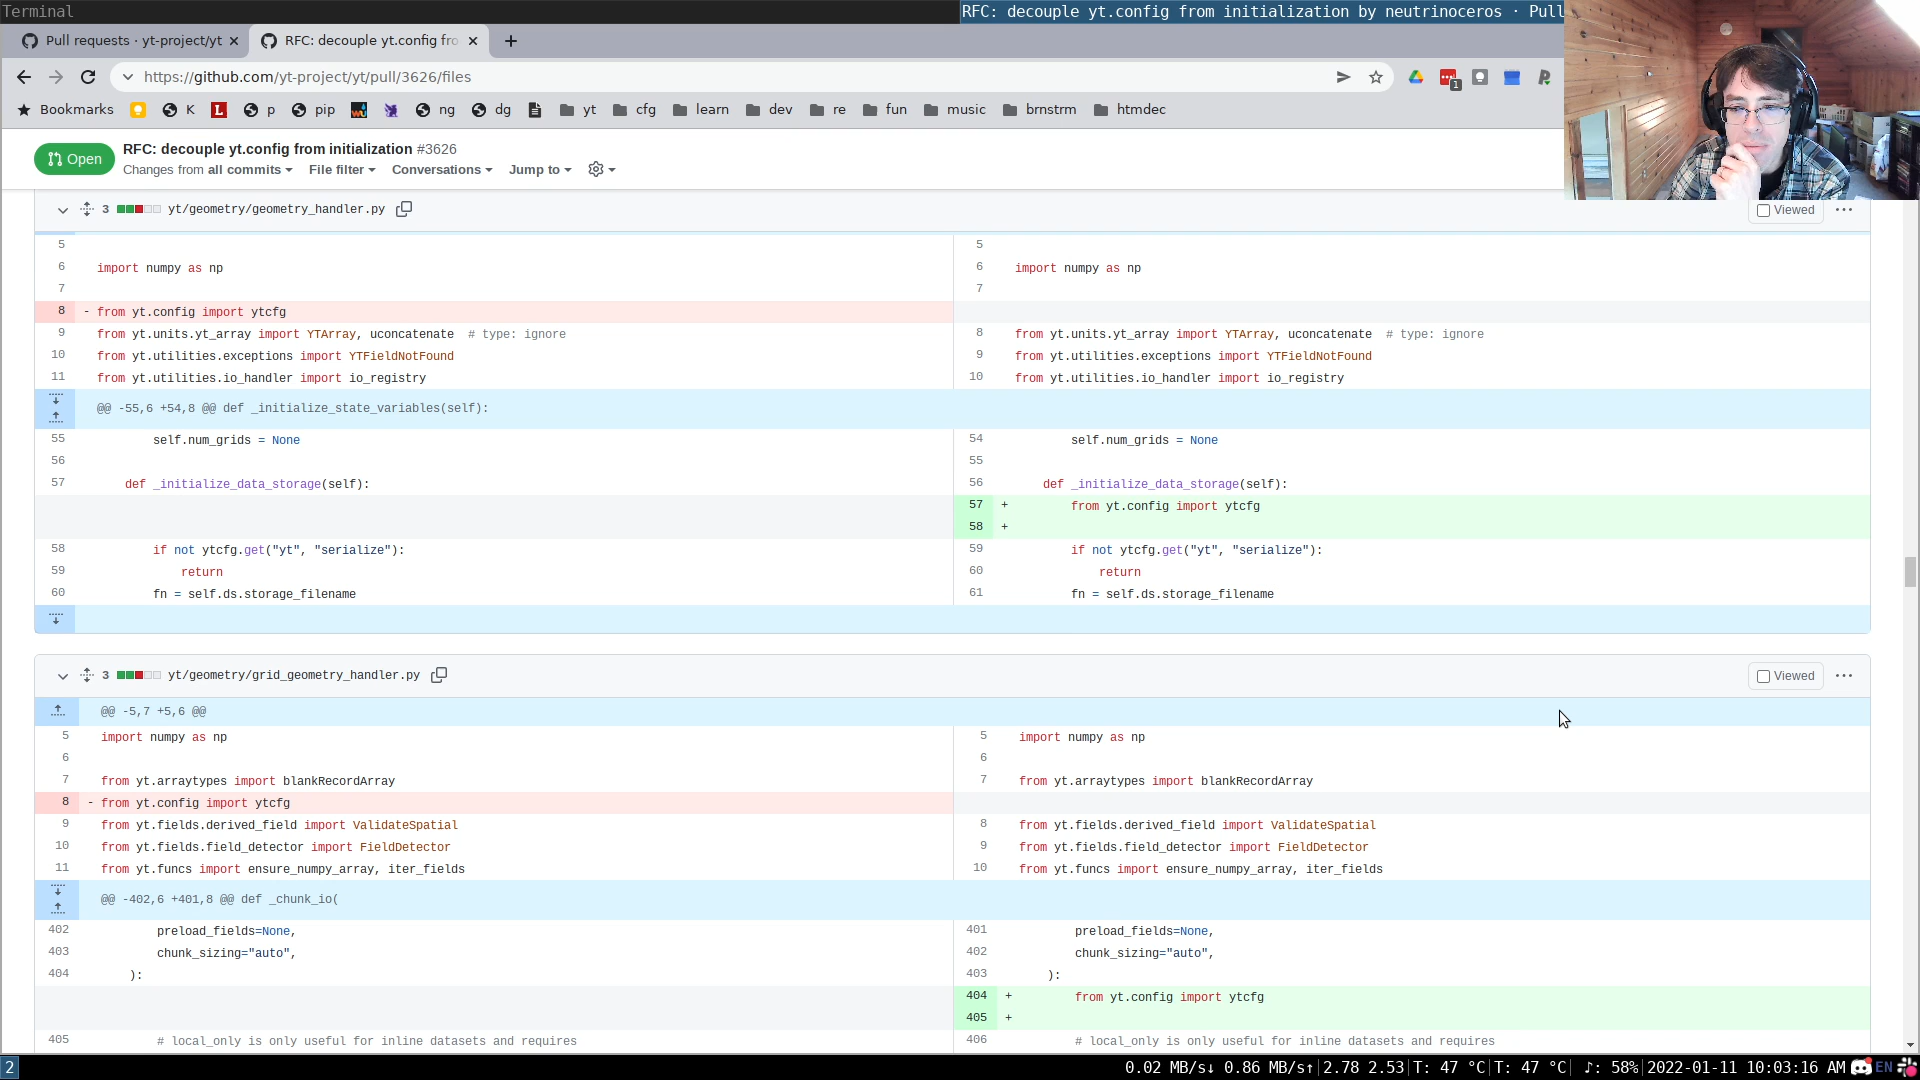 Terminal
RFC: decouple yt.config from initialization by neutrinoceros · Pull
Pull requests · yt-project/yt ×
RFC: decouple yt.config fro ×
+
https://github.com/yt-project/yt/pull/3626/files
1
Bookmarks K L p pip ng dg yt cfg learn dev re fun music brnstrm htmdec
Open
RFC: decouple yt.config from initialization #3626
Changes from all commits File filter Conversations Jump to
3 yt/geometry/geometry_handler.py
Viewed ...
5 5
6 import numpy as np 6 import numpy as np
7 7
8 - from yt.config import ytcfg
9 from yt.units.yt_array import YTArray, uconcatenate # type: ignore 8 from yt.units.yt_array import YTArray, uconcatenate # type: ignore
10 from yt.utilities.exceptions import YTFieldNotFound 9 from yt.utilities.exceptions import YTFieldNotFound
11 from yt.utilities.io_handler import io_registry 10 from yt.utilities.io_handler import io_registry
@@ -55,6 +54,8 @@ def _initialize_state_variables(self):
55 self.num_grids = None 54 self.num_grids = None
56 55
57 def _initialize_data_storage(self): 56 def _initialize_data_storage(self):
57 + from yt.config import ytcfg
58 +
58 if not ytcfg.get("yt", "serialize"): 59 if not ytcfg.get("yt", "serialize"):
59 return 60 return
60 fn = self.ds.storage_filename 61 fn = self.ds.storage_filename
3 yt/geometry/grid_geometry_handler.py
Viewed ...
@@ -5,7 +5,6 @@
5 import numpy as np 5 import numpy as np
6 6
7 from yt.arraytypes import blankRecordArray 7 from yt.arraytypes import blankRecordArray
8 - from yt.config import ytcfg
9 from yt.fields.derived_field import ValidateSpatial 8 from yt.fields.derived_field import ValidateSpatial
10 from yt.fields.field_detector import FieldDetector 9 from yt.fields.field_detector import FieldDetector
11 from yt.funcs import ensure_numpy_array, iter_fields 10 from yt.funcs import ensure_numpy_array, iter_fields
@@ -402,6 +401,8 @@ def _chunk_io(
402 preload_fields=None, 401 preload_fields=None,
403 chunk_sizing="auto", 402 chunk_sizing="auto",
404 ): 403 ):
404 + from yt.config import ytcfg
405 +
405 # local_only is only useful for inline datasets and requires 406 # local_only is only useful for inline datasets and requires
2
0.02 MB/s↓ 0.86 MB/s↑|2.78 2.53|T: 47 °C|T: 47 °C| ♪: 58%|2022-01-11 10:03:16 AM EN